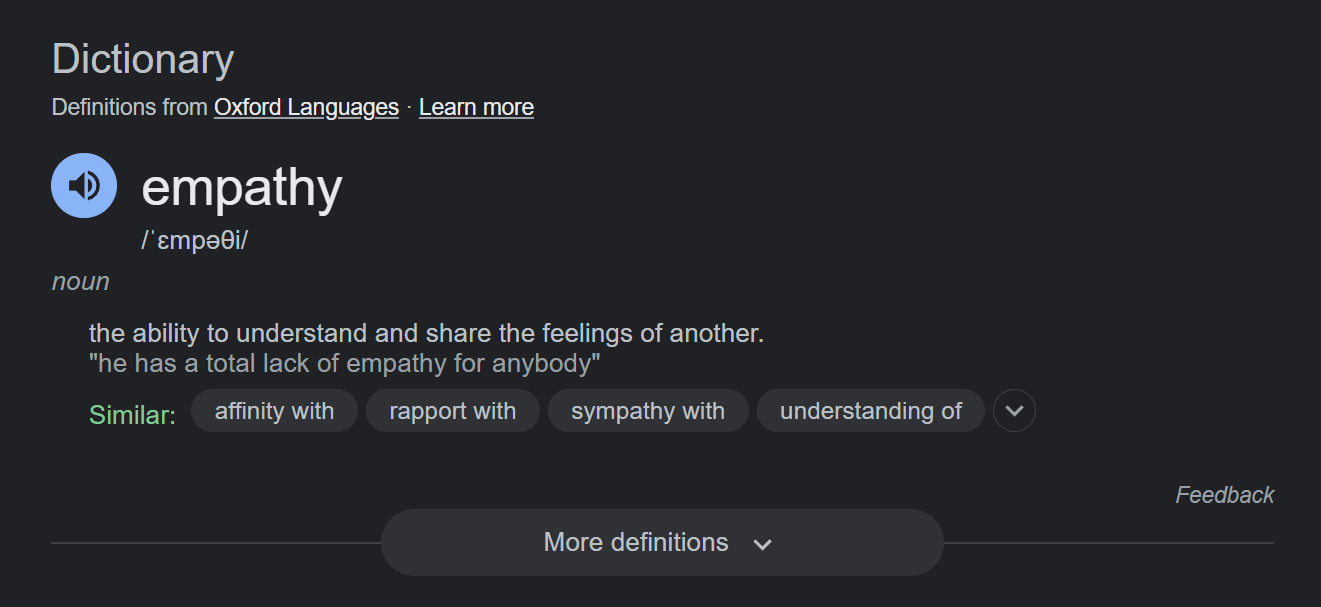 Dictionary
Definitions from Oxford Languages · Learn more
empathy
/ˈɛmpəθi/
noun
the ability to understand and share the feelings of another.
"he has a total lack of empathy for anybody"
Similar: affinity with rapport with sympathy with understanding of
Feedback
More definitions